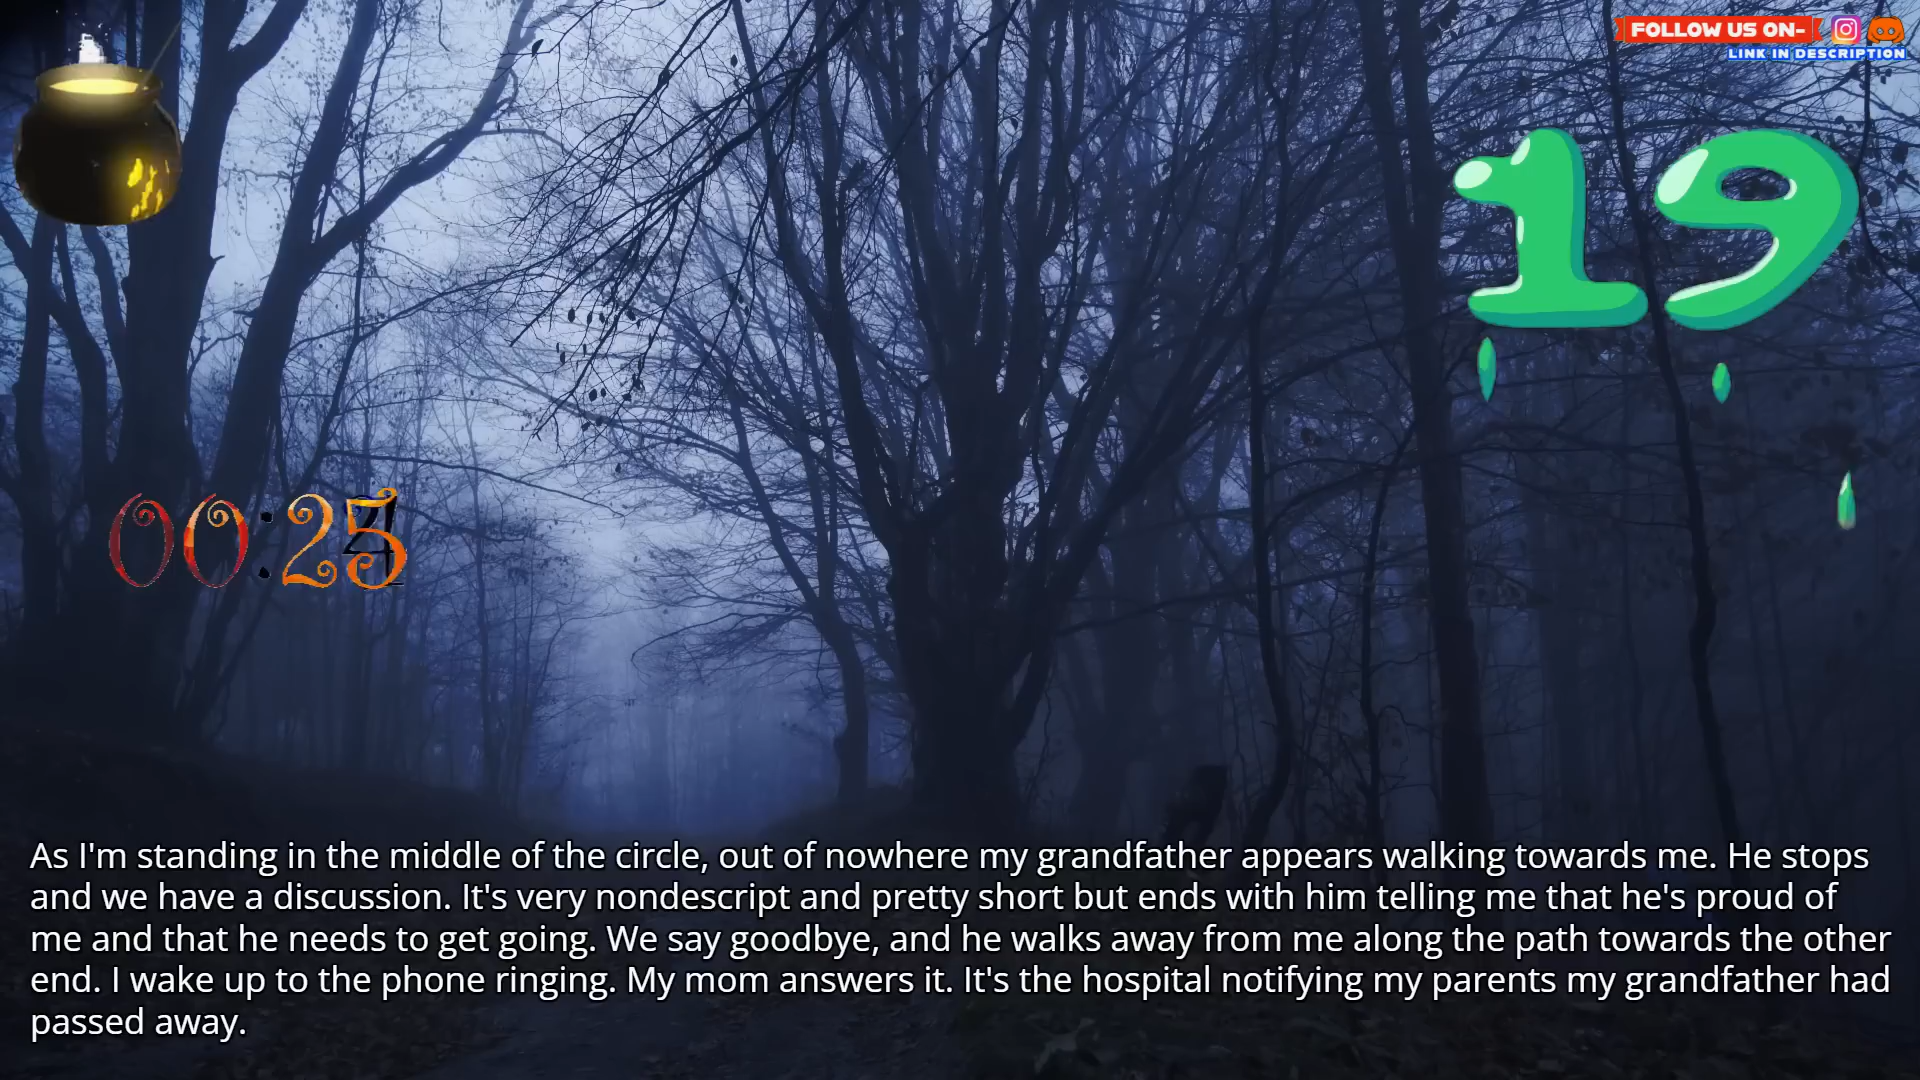 FOLLOW US ON-
LINK IN DESCRIPTION
19
00:25
As I'm standing in the middle of the circle, out of nowhere my grandfather appears walking towards me. He stops
and we have a discussion. It's very nondescript and pretty short but ends with him telling me that he's proud of
me and that he needs to get going. We say goodbye, and he walks away from me along the path towards the other
end. I wake up to the phone ringing. My mom answers it. It's the hospital notifying my parents my grandfather had
passed away.